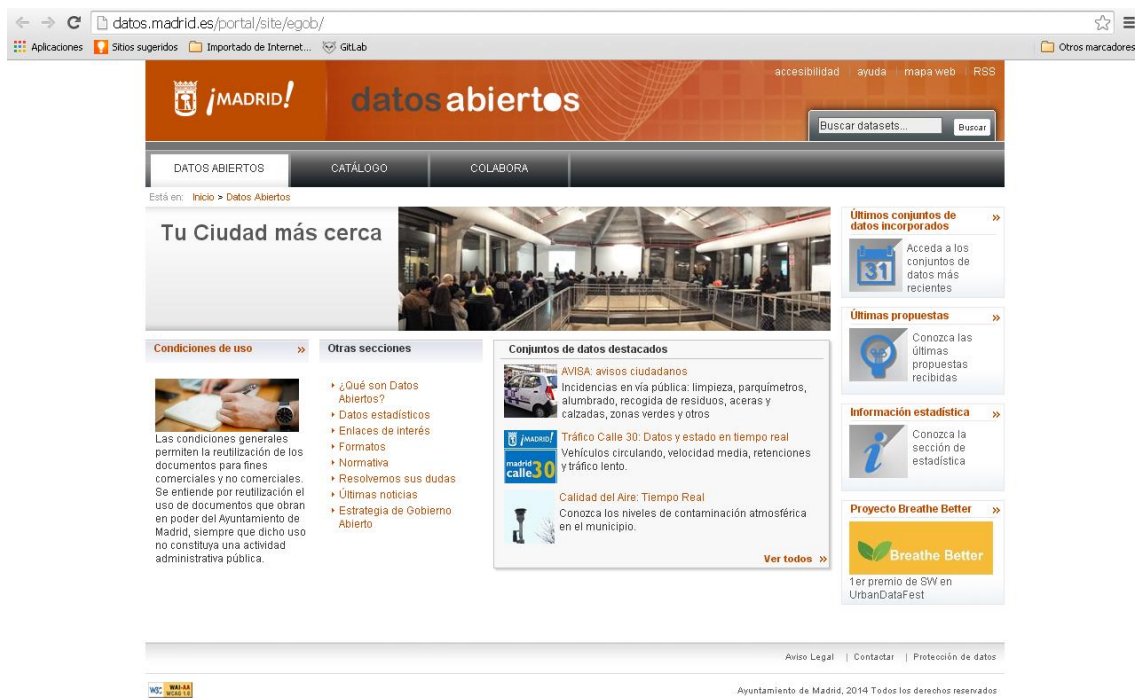 datos.madrid.es/portal/site/egob/
Aplicaciones Sitios sugeridos Importado de Internet... GitLab Otros marcadores
accesibilidad ayuda mapa web RSS
¡MADRID!
datos abiertos
Buscar datasets... Buscar
DATOS ABIERTOS CATÁLOGO COLABORA
Está en: Inicio > Datos Abiertos
Tu Ciudad más cerca
Condiciones de uso »
Las condiciones generales
permiten la reutilización de los
documentos para fines
comerciales y no comerciales.
Se entiende por reutilización el
uso de documentos que obran
en poder del Ayuntamiento de
Madrid, siempre que dicho uso
no constituya una actividad
administrativa pública.
Otras secciones
¿Qué son Datos
Abiertos?
Datos estadísticos
Enlaces de interés
Formatos
Normativa
Resolvemos sus dudas
Últimas noticias
Estrategia de Gobierno
Abierto
Conjuntos de datos destacados
AVISA: avisos ciudadanos
Incidencias en vía pública: limpieza, parquímetros,
alumbrado, recogida de residuos, aceras y
calzadas, zonas verdes y otros
¡MADRID!
madrid
calle30
Tráfico Calle 30: Datos y estado en tiempo real
Vehículos circulando, velocidad media, retenciones
y tráfico lento.
Calidad del Aire: Tiempo Real
Conozca los niveles de contaminación atmosférica
en el municipio.
Ver todos »
Últimos conjuntos de »
datos incorporados
31
Acceda a los
conjuntos de
datos más
recientes
Últimas propuestas »
Conozca las
últimas
propuestas
recibidas
Información estadística »
i
Conozca la
sección de
estadística
Proyecto Breathe Better »
Breathe Better
1er premio de SW en
UrbanDataFest
Aviso Legal | Contactar | Protección de datos
W3C WAI-AA
WCAG 1.0
Ayuntamiento de Madrid, 2014 Todos los derechos reservados